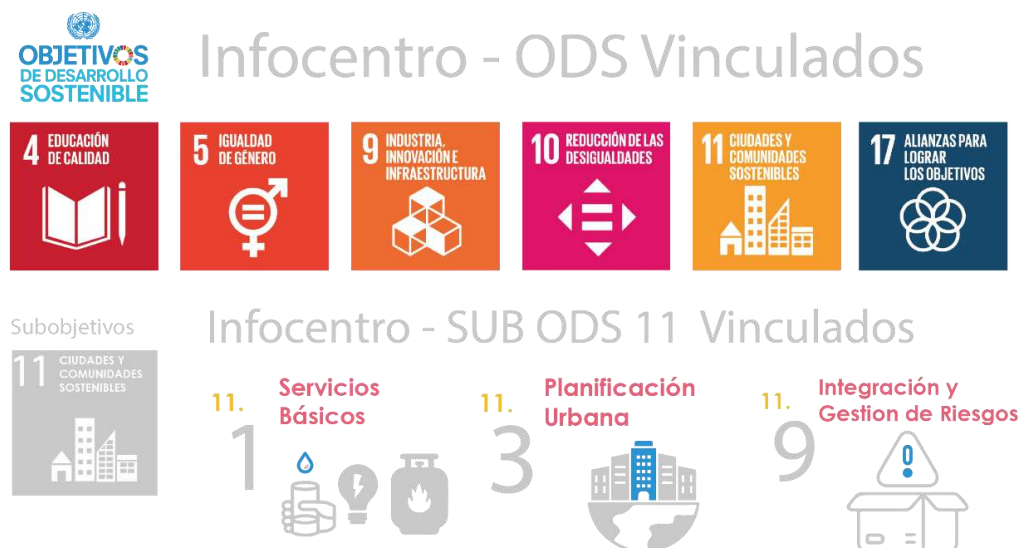 OBJETIVOS
DE DESARROLLO
SOSTENIBLE
Infocentro - ODS Vinculados
4 EDUCACIÓN
DE CALIDAD
5 IGUALDAD
DE GÉNERO
9 INDUSTRIA,
INNOVACIÓN E
INFRAESTRUCTURA
10 REDUCCIÓN DE LAS
DESIGUALDADES
11 CIUDADES Y
COMUNIDADES
SOSTENIBLES
17 ALIANZAS PARA
LOGRAR
LOS OBJETIVOS
Subobjetivos
Infocentro - SUB ODS 11 Vinculados
11 CIUDADES Y
COMUNIDADES
SOSTENIBLES
11.
1
Servicios
Básicos
11.
3
Planificación
Urbana
11.
9
Integración y
Gestion de Riesgos